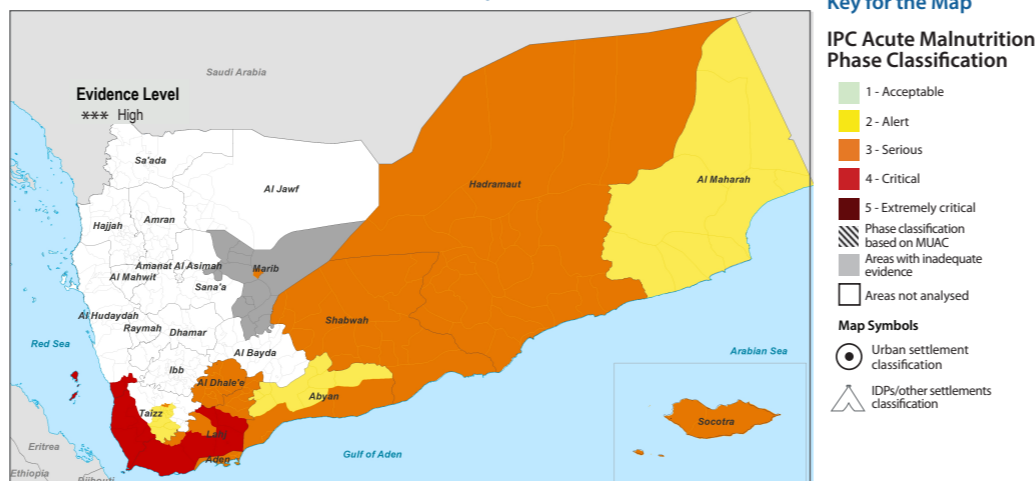 Key for the Map
IPC Acute Malnutrition
Phase Classification
1 - Acceptable
2 - Alert
3 - Serious
4 - Critical
5 - Extremely critical
Phase classification
based on MUAC
Areas with inadequate
evidence
Areas not analysed
Map Symbols
Urban settlement
classification
IDPs/other settlements
classification
Saudi Arabia
Evidence Level
*** High
Sa'ada
Al Jawf
Hadramaut
Al Maharah
Hajjah
Amran
Amanat Al Asimah
Marib
Al Mahwit
Sana'a
Al Hudaydah
Raymah
Dhamar
Shabwah
Red Sea
Al Bayda
Arabian Sea
Ibb
Al Dhale'e
Abyan
Taizz
Socotra
Lahj
Eritrea
Aden
Gulf of Aden
Ethiopia
Djibouti